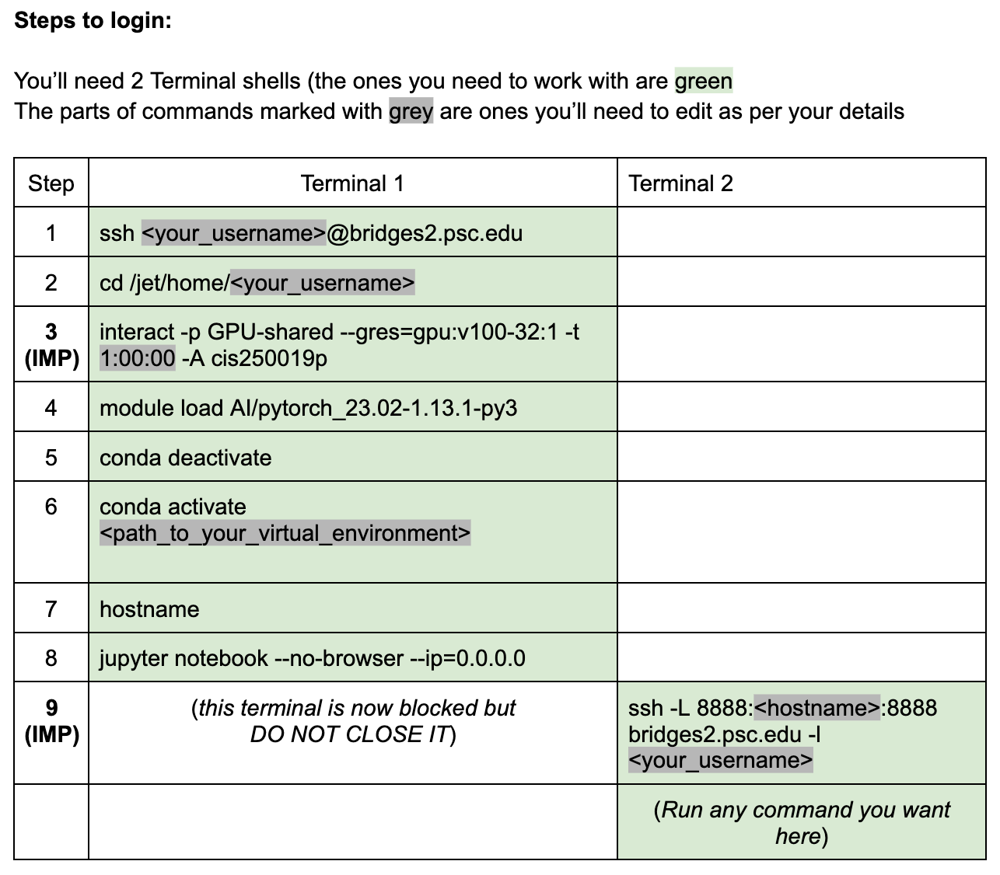 Steps to login:
You’ll need 2 Terminal shells (the ones you need to work with are green
The parts of commands marked with grey are ones you’ll need to edit as per your details
Step Terminal 1 Terminal 2
1 ssh <your_username>@bridges2.psc.edu
2 cd /jet/home/<your_username>
3 interact -p GPU-shared --gres=gpu:v100-32:1 -t
(IMP) 1:00:00 -A cis250019p
4 module load AI/pytorch_23.02-1.13.1-py3
5 conda deactivate
6 conda activate
<path_to_your_virtual_environment>
7 hostname
8 jupyter notebook --no-browser --ip=0.0.0.0
9 (this terminal is now blocked but ssh -L 8888:<hostname>:8888
(IMP) DO NOT CLOSE IT) bridges2.psc.edu -l
<your_username>
(Run any command you want
here)